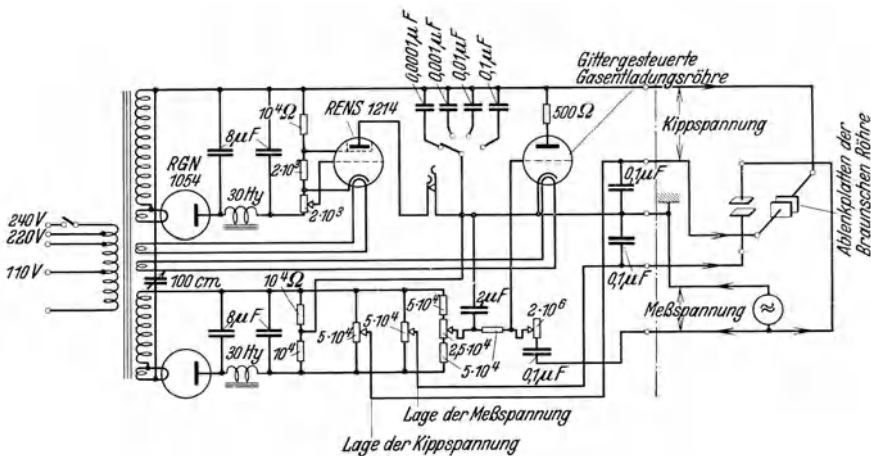 0,0001µF
0,001µF
0,01µF
0,1µF
Gittergesteuerte
Gasentladungsröhre
10⁴Ω
RENS 1214
500Ω
Kippspannung
8µF
RGN
1054
2·10³
0,1µF
30Hy
2·10³
Ablenkplatten der
Braunschen Röhre
240V
220V
110V
100 cm
10⁴Ω
2µF
0,1µF
2·10⁶
Meßspannung
8µF
5·10⁴
5·10⁴
5·10⁴
30Hy
10⁴
2,5·10⁴
5·10⁴
5·10⁴
0,1µF
Lage der Meßspannung
Lage der Kippspannung